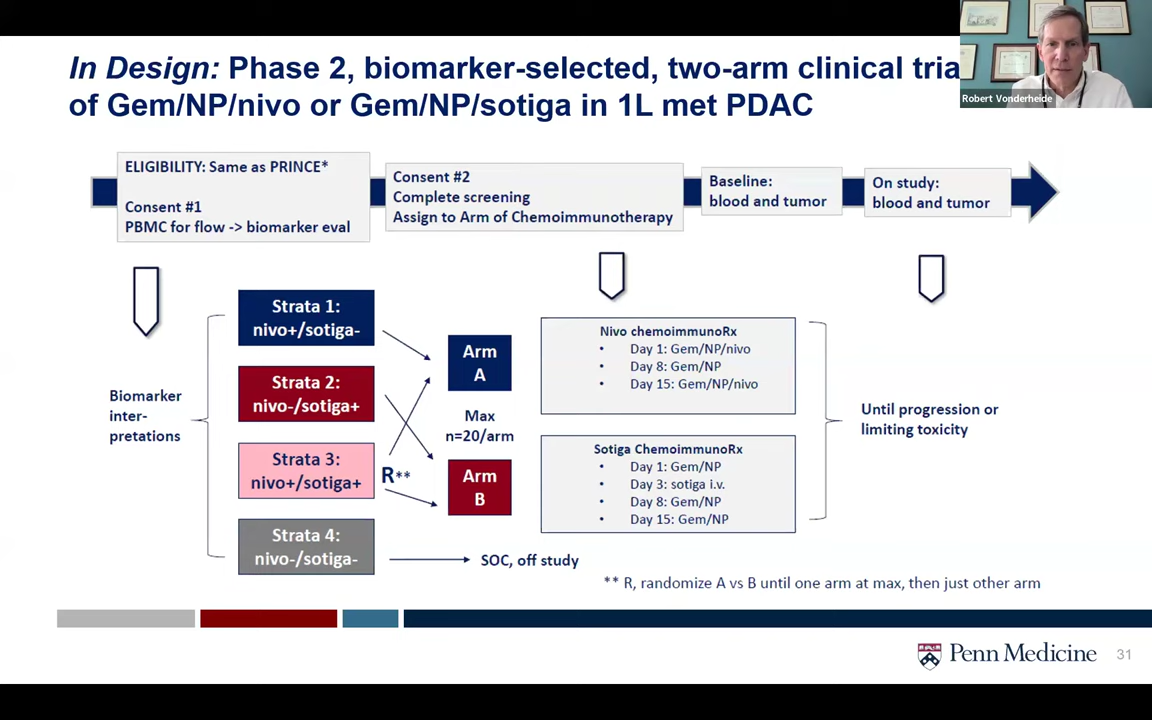 In Design: Phase 2, biomarker-selected, two-arm clinical
of Gem/NP/nivo or Gem/NP/sotiga in 1L met PDAC
Robert Vonderheide
ELIGIBILITY: Same as PRINCE*
Consent #1
PBMC for flow -> biomarker eval
Consent #2
Complete screening
Assign to Arm of Chemoimmunotherapy
Baseline:
blood and tumor
On study:
blood and tumor
Biomarker
inter-
pretations
Strata 1:
nivo+/sotiga-
Strata 2:
nivo-/sotiga+
Strata 3:
nivo+/sotiga+
Strata 4:
nivo-/sotiga-
R**
Arm
A
Max
n=20/arm
Arm
B
SOC, off study
Nivo chemoimmunoRx
• Day 1: Gem/NP/nivo
• Day 8: Gem/NP
• Day 15: Gem/NP/nivo
Sotiga ChemoimmunoRx
• Day 1: Gem/NP
• Day 3: sotiga i.v.
• Day 8: Gem/NP
• Day 15: Gem/NP
Until progression or
limiting toxicity
** R, randomize A vs B until one arm at max, then just other arm
Penn Medicine
31